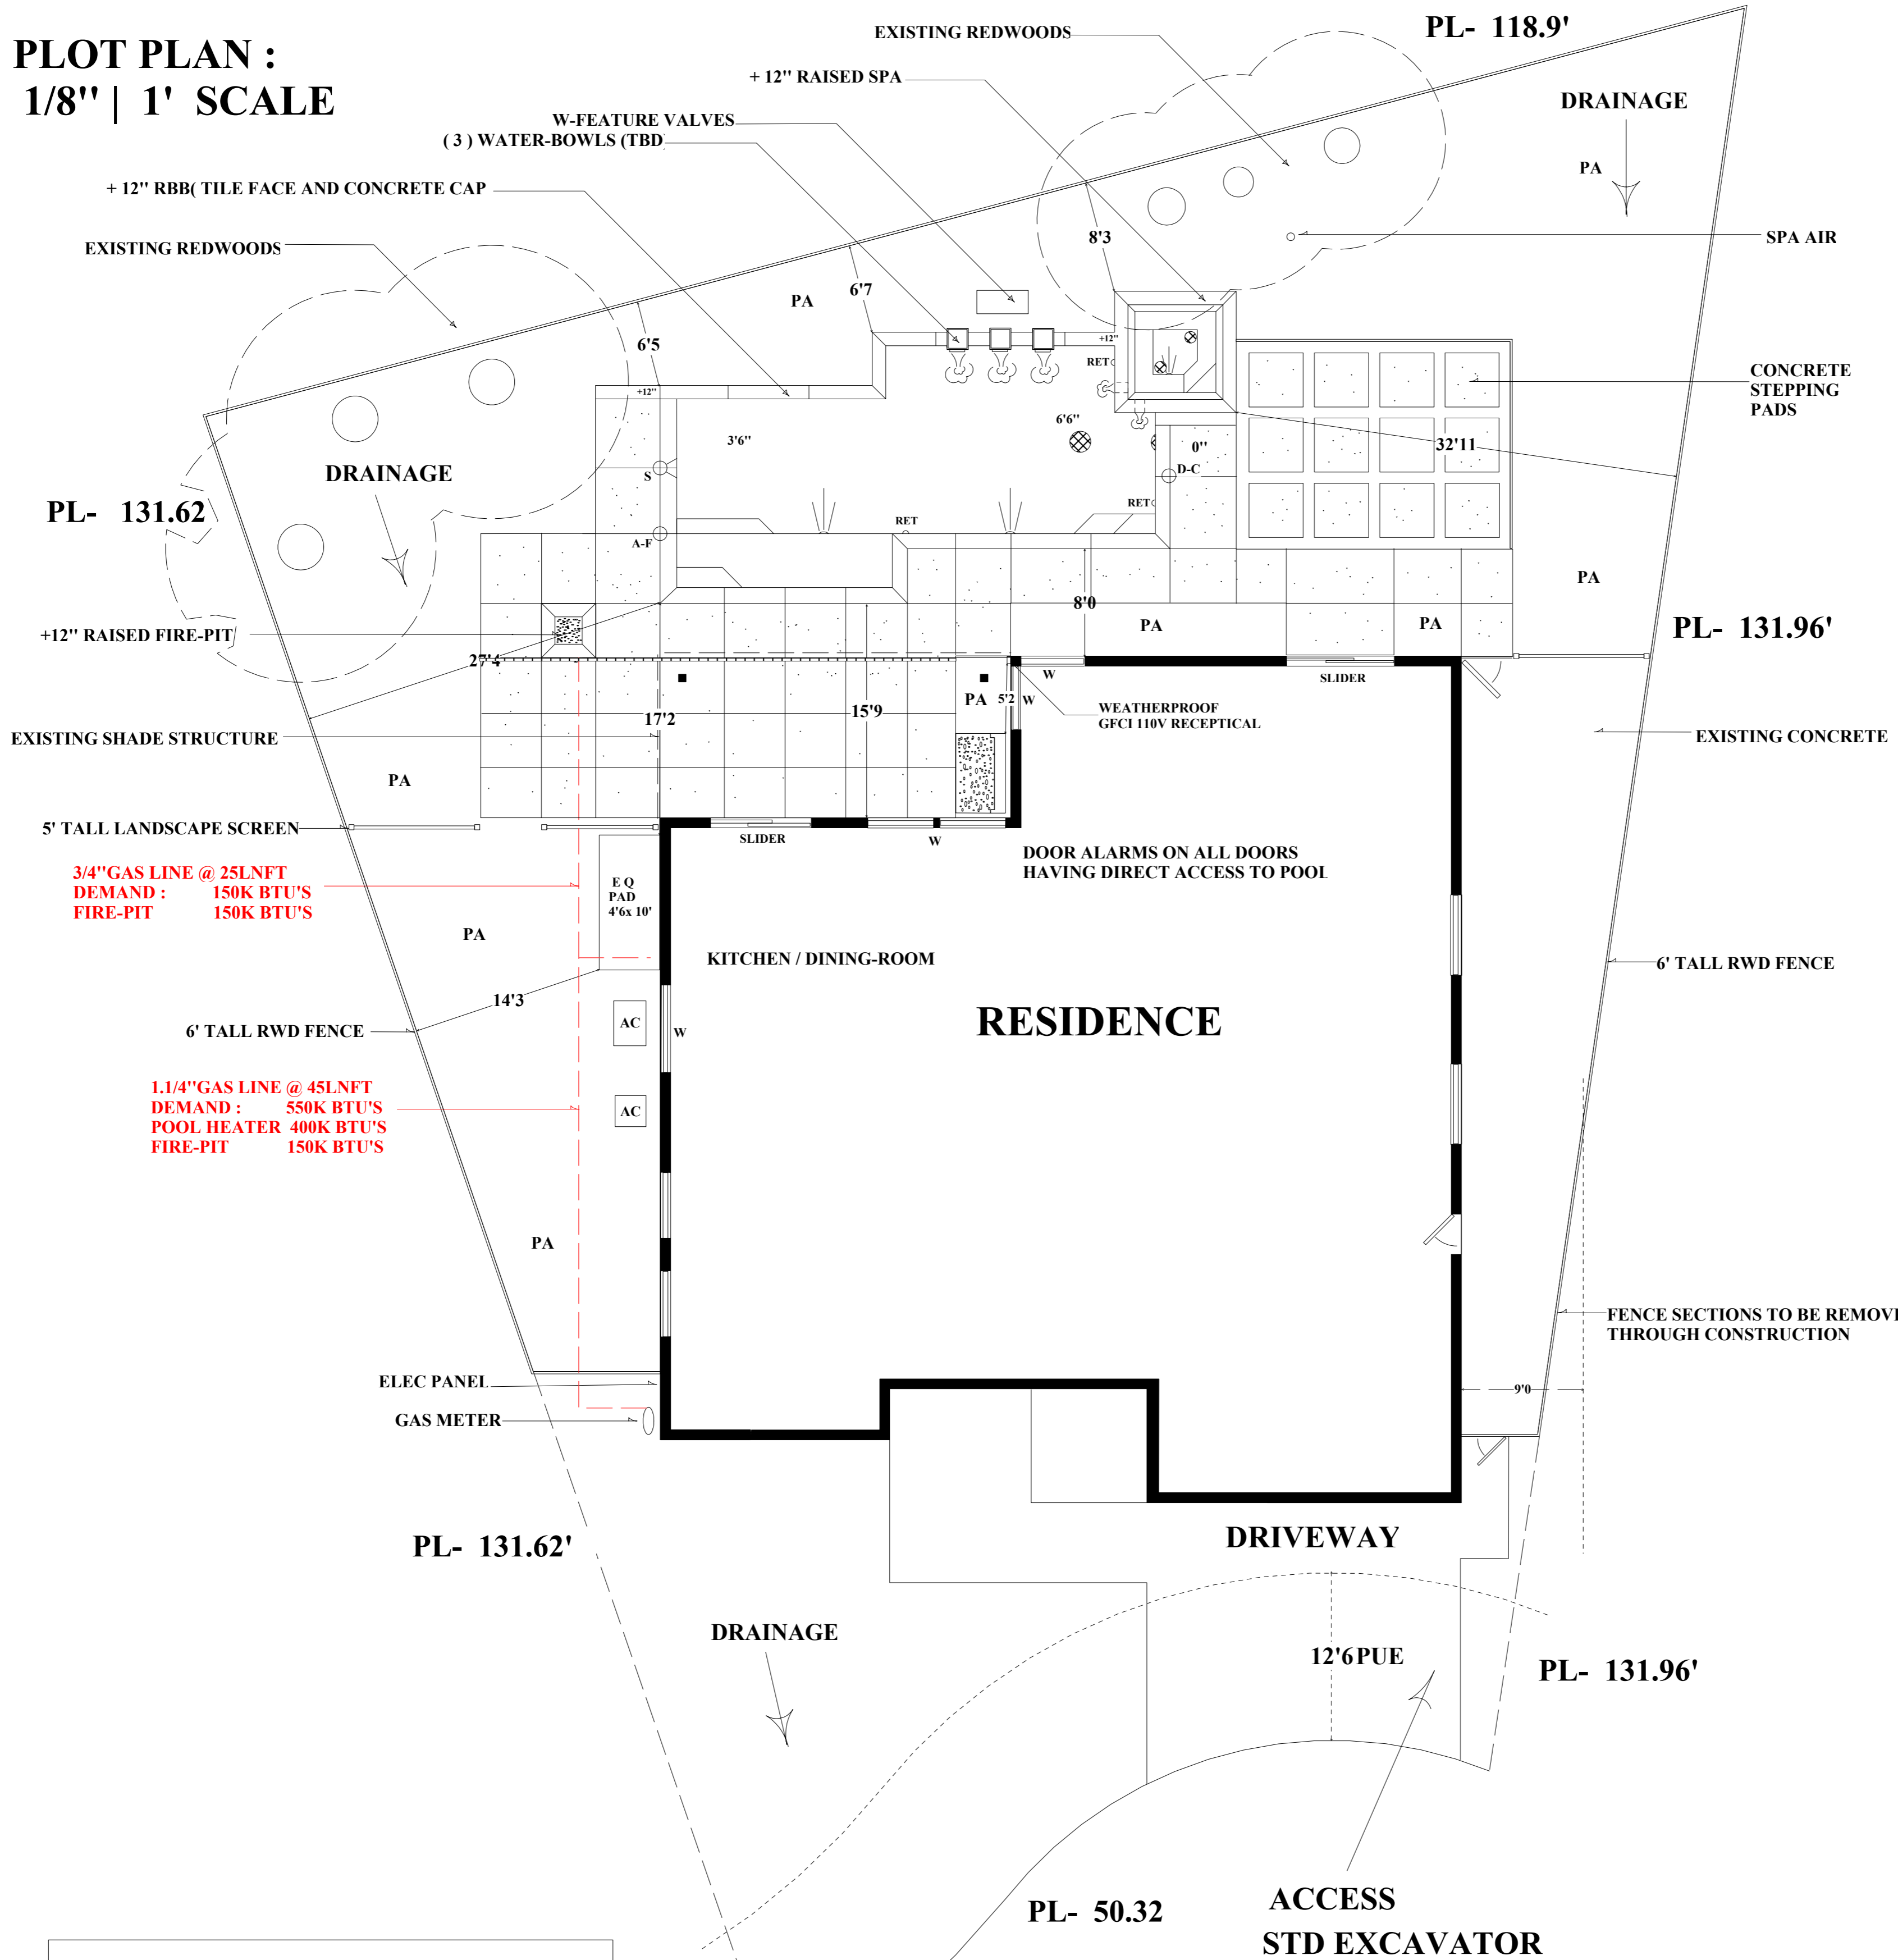 PLOT PLAN :
1/8'' | 1' SCALE
EXISTING REDWOODS
PL- 118.9'
+ 12'' RAISED SPA
DRAINAGE
W-FEATURE VALVES
( 3 ) WATER-BOWLS (TBD
PA
+ 12'' RBB( TILE FACE AND CONCRETE CAP
EXISTING REDWOODS
8'3
SPA AIR
6'7
PA
6'5
+12''
RET
CONCRETE
STEPPING
PADS
+12''
6'6''
3'6''
0''
32'11
DRAINAGE
S
D-C
PL- 131.62
RET
RET
A-F
PA
8'0
PA
PA
+12'' RAISED FIRE-PIT
PL- 131.96'
27'4
W
SLIDER
PA
5'2
W
17'2
15'9
WEATHERPROOF
GFCI 110V RECEPTICAL
EXISTING SHADE STRUCTURE
EXISTING CONCRETE
PA
5' TALL LANDSCAPE SCREEN
SLIDER
W
DOOR ALARMS ON ALL DOORS
HAVING DIRECT ACCESS TO POOL
3/4''GAS LINE @ 25LNFT
DEMAND : 150K BTU'S
FIRE-PIT 150K BTU'S
E Q
PAD
4'6x 10'
PA
KITCHEN / DINING-ROOM
6' TALL RWD FENCE
14'3
RESIDENCE
AC
W
6' TALL RWD FENCE
1.1/4''GAS LINE @ 45LNFT
DEMAND : 550K BTU'S
POOL HEATER 400K BTU'S
FIRE-PIT 150K BTU'S
AC
PA
FENCE SECTIONS TO BE REMOVE
THROUGH CONSTRUCTION
ELEC PANEL
9'0
GAS METER
PL- 131.62'
DRIVEWAY
DRAINAGE
12'6 PUE
PL- 131.96'
PL- 50.32
ACCESS
STD EXCAVATOR